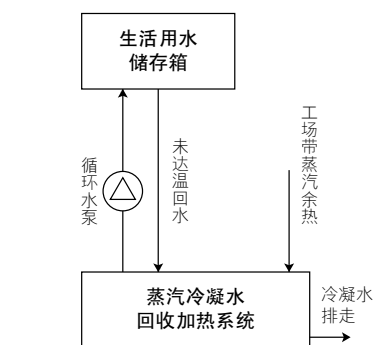 生活用水
储存箱
循环水泵
未达温回水
工场带蒸汽余热
蒸汽冷凝水
回收加热系统
冷凝水
排走